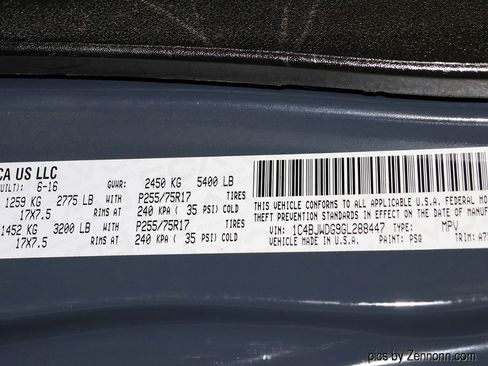 CA US LLC
UILT): 6-16 GVWR: 2450 KG 5400 LB
1259 KG 2775 LB WITH P255/75R17 TIRES
17X7.5 RIMS AT 240 KPA ( 35 PSI) COLD
1452 KG 3200 LB WITH P255/75R17 TIRES
17X7.5 RIMS AT 240 KPA ( 35 PSI) COLD
THIS VEHICLE CONFORMS TO ALL APPLICABLE U.S.A. FEDERAL MO
THEFT PREVENTION STANDARDS IN EFFECT ON THE DATE OF MA
VIN: 1C4BJWDG9GL288447 TYPE: MPV
VEHICLE MADE IN U.S.A. PAINT: PSQ TRIM: A7
pics by Zennonn.com